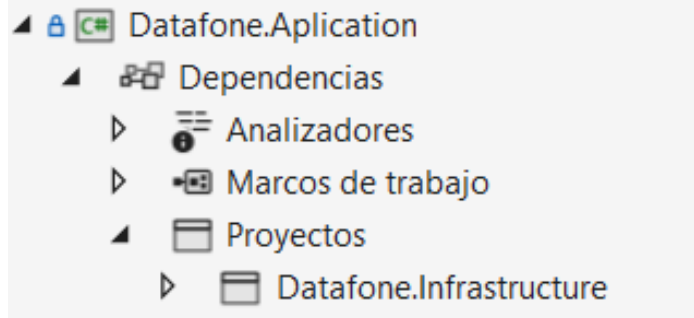 C# Datafone.Aplication
Dependencias
Analizadores
Marcos de trabajo
Proyectos
Datafone.Infrastructure